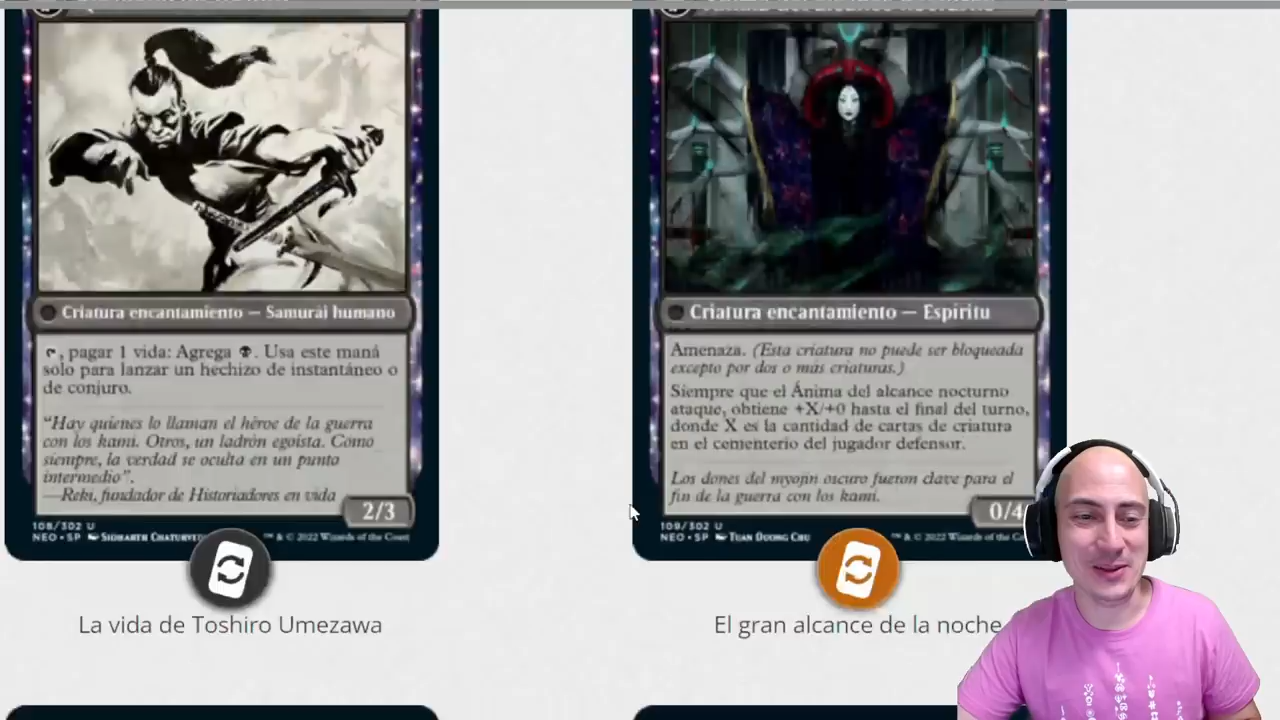 Criatura encantamiento — Samurái humano
, pagar 1 vida: Agrega . Usa este maná
solo para lanzar un hechizo de instantáneo o
de conjuro.
“Hay quienes lo llaman el héroe de la guerra
con los kami. Otros, un ladrón egoísta. Como
siempre, la verdad se oculta en un punto
intermedio”.
—Reki, fundador de Historiadores en vida
2/3
108/302 U
NEO • SP SIDHARTH CHATURVEDI ™ & © 2022 Wizards of the Coast
La vida de Toshiro Umezawa
Criatura encantamiento — Espíritu
Amenaza. (Esta criatura no puede ser bloqueada
excepto por dos o más criaturas.)
Siempre que el Ánima del alcance nocturno
ataque, obtiene +X/+0 hasta el final del turno,
donde X es la cantidad de cartas de criatura
en el cementerio del jugador defensor.
Los dones del myojin oscuro fueron clave para el
fin de la guerra con los kami.
0/4
109/302 U
NEO • SP TUAN DUONG CHU ™ & © 2022 Wizards of the Co
El gran alcance de la noche